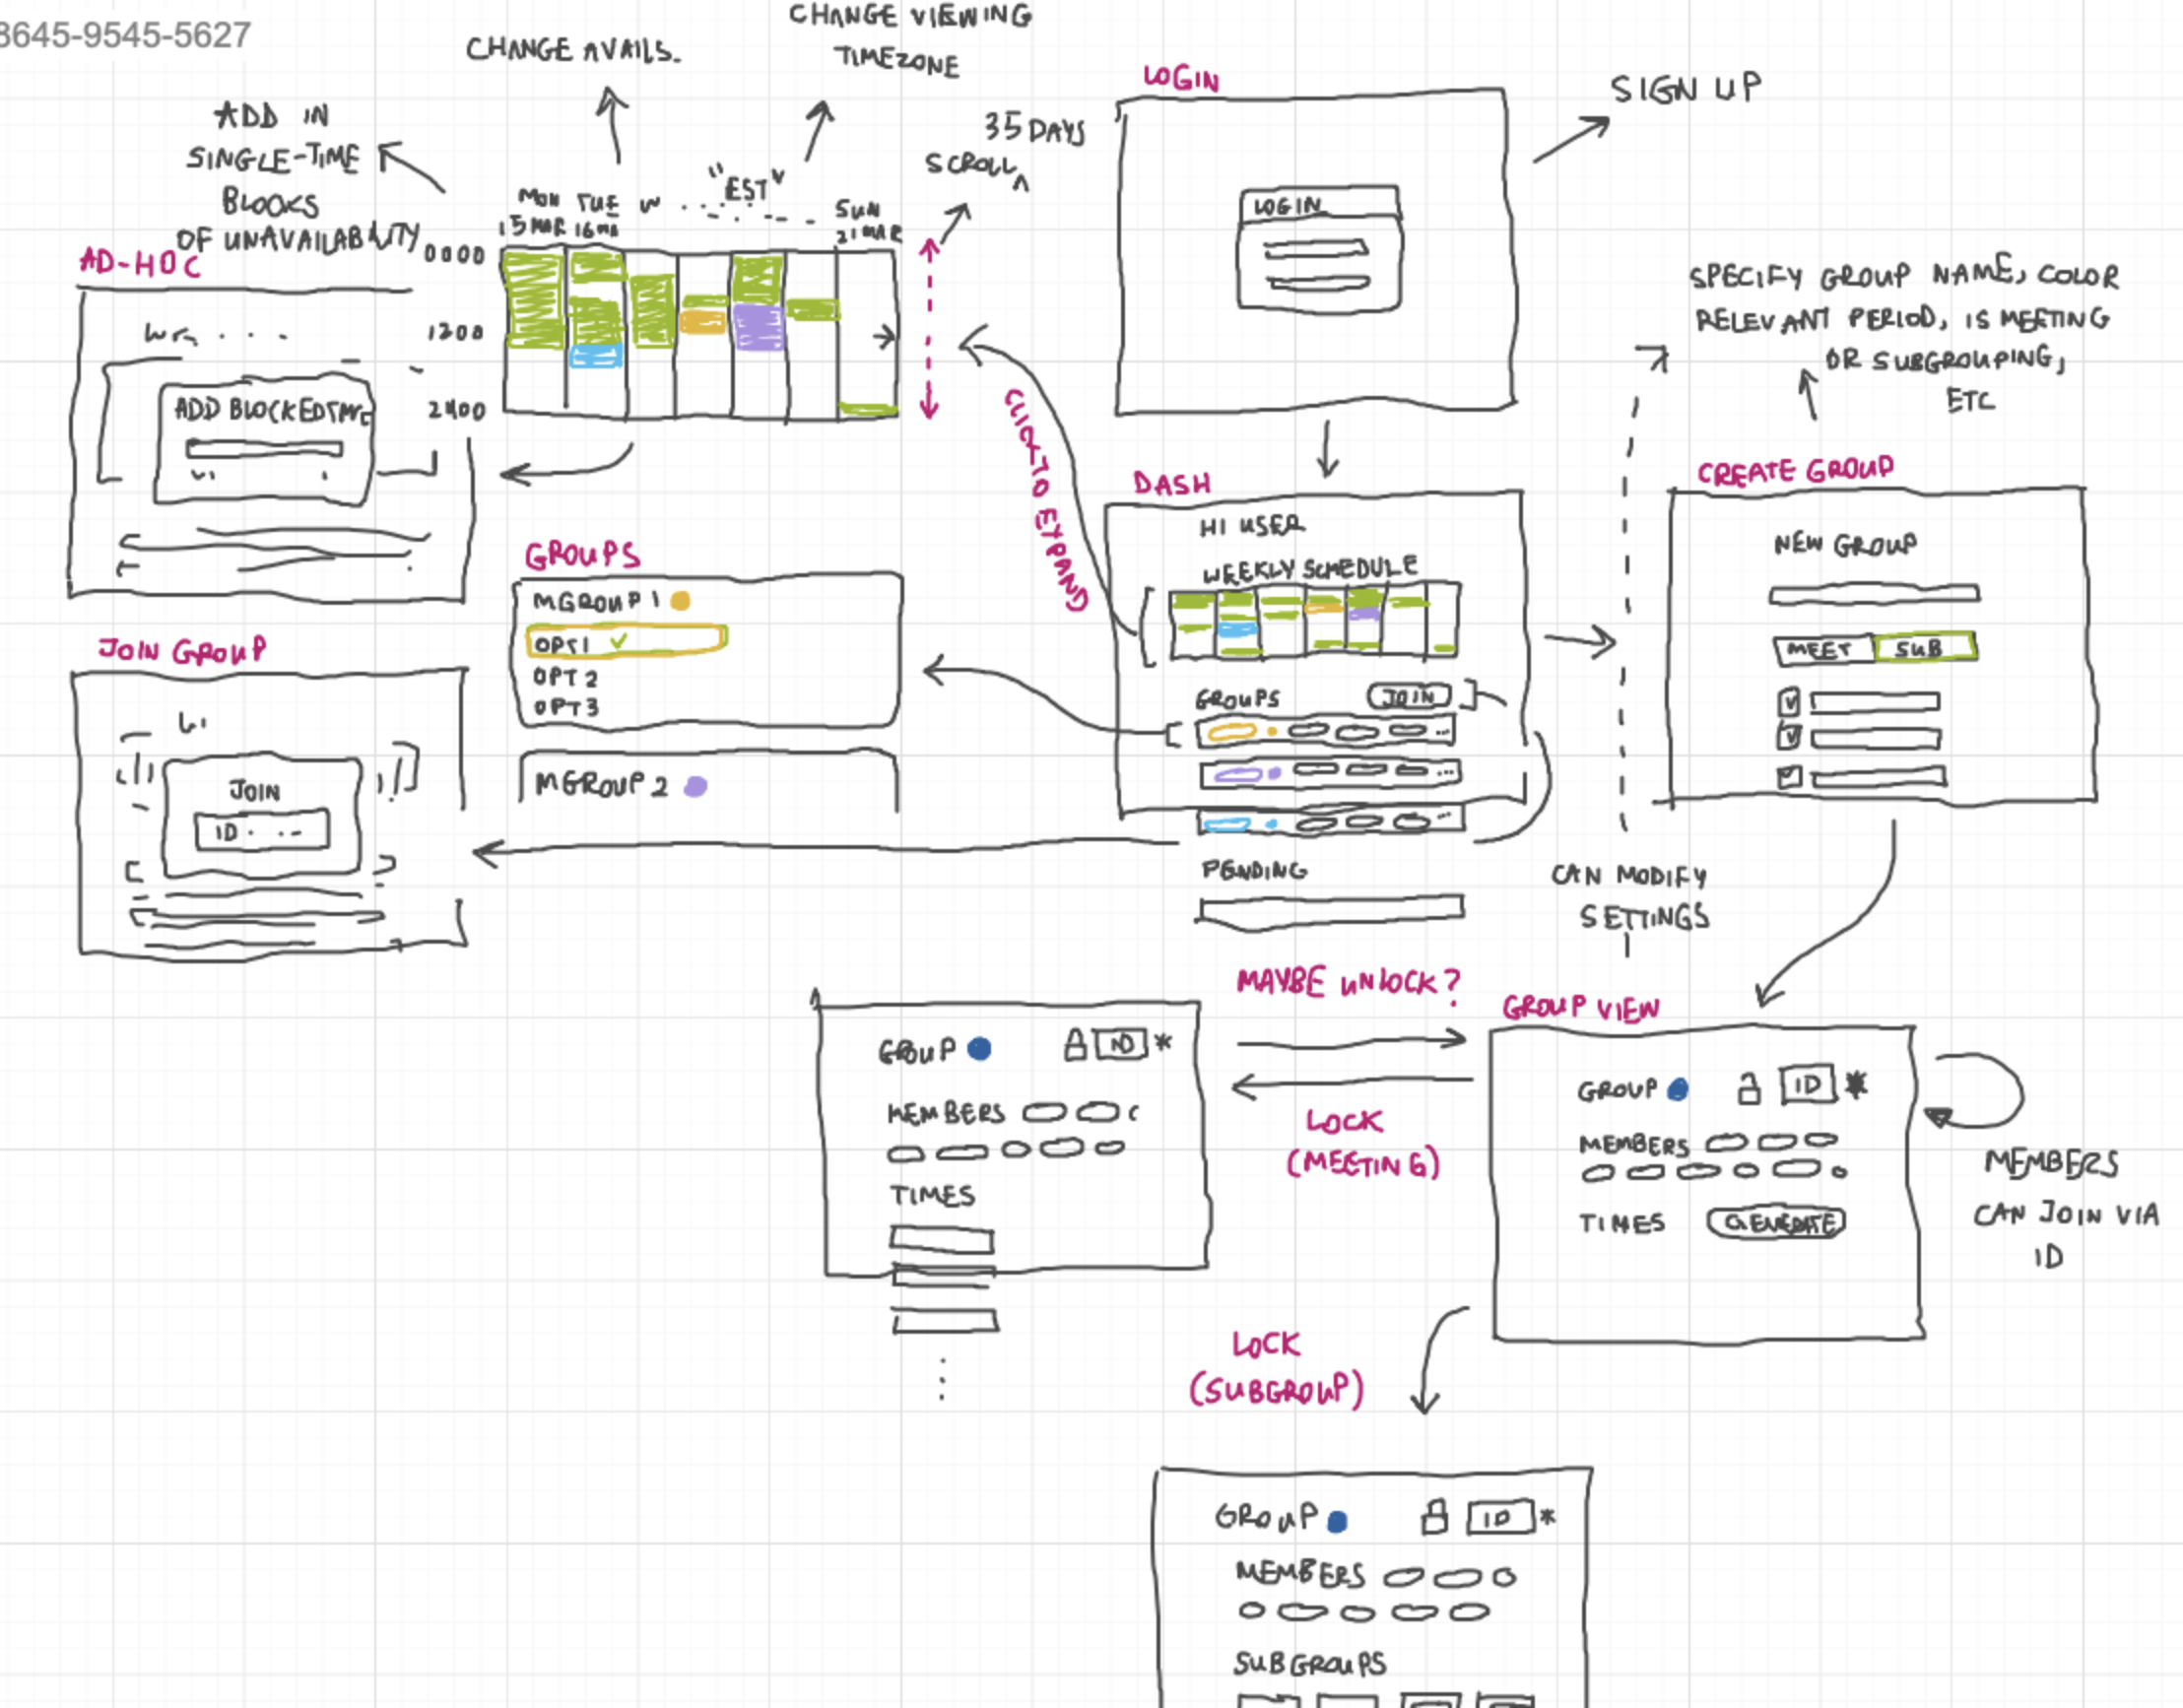 8645-9545-5627
CHANGE AVAILS.
CHANGE VIEWING
TIMEZONE
ADD IN
SINGLE-TIME
BLOCKS
OF UNAVAILABILITY
35 DAYS
SCROLL
"EST"
MON TUE W
SUN
15 MAR 16 MA
21 MAR
0000
1200
2400
AD-HOC
ADD BLOCKED TIME
LOGIN
LOGIN
SIGN UP
CLICK TO EXPAND
DASH
HI USER
WEEKLY SCHEDULE
GROUPS
JOIN
PENDING
SPECIFY GROUP NAME, COLOR
RELEVANT PERIOD, IS MEETING
OR SUBGROUPING,
ETC
CREATE GROUP
NEW GROUP
MEET SUB
GROUPS
MGROUP 1
OPT1 ✓
OPT 2
OPT 3
MGROUP 2
JOIN GROUP
JOIN
ID
CAN MODIFY
SETTINGS
MAYBE UNLOCK?
LOCK
(MEETING)
GROUP ID *
MEMBERS
TIMES
GROUP VIEW
GROUP ID *
MEMBERS
TIMES GENERATE
MEMBERS
CAN JOIN VIA
ID
LOCK
(SUBGROUP)
GROUP ID *
MEMBERS
SUBGROUPS